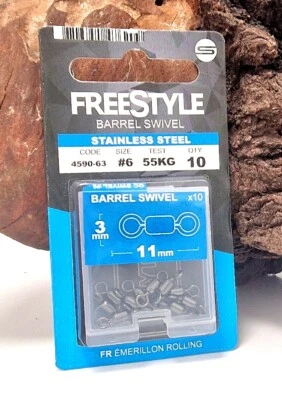 FREESTYLE
BARREL SWIVEL
STAINLESS STEEL
CODE SIZE TEST QTY
4590-63 #6 55KG 10
BARREL SWIVEL x10
3
mm
11mm
FR ÉMERILLON ROLLING